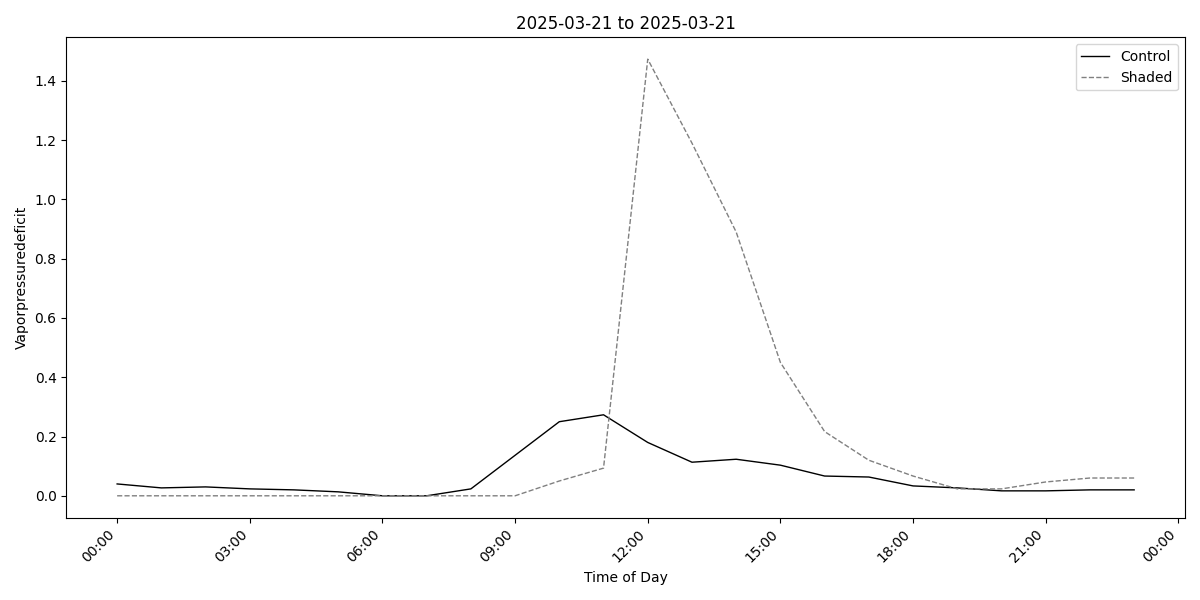 2025-03-21 to 2025-03-21
Control
Shaded
Vaporpressuredeficit
1.4
1.2
1.0
0.8
0.6
0.4
0.2
0.0
00:00 03:00 06:00 09:00 12:00 15:00 18:00 21:00 00:00
Time of Day